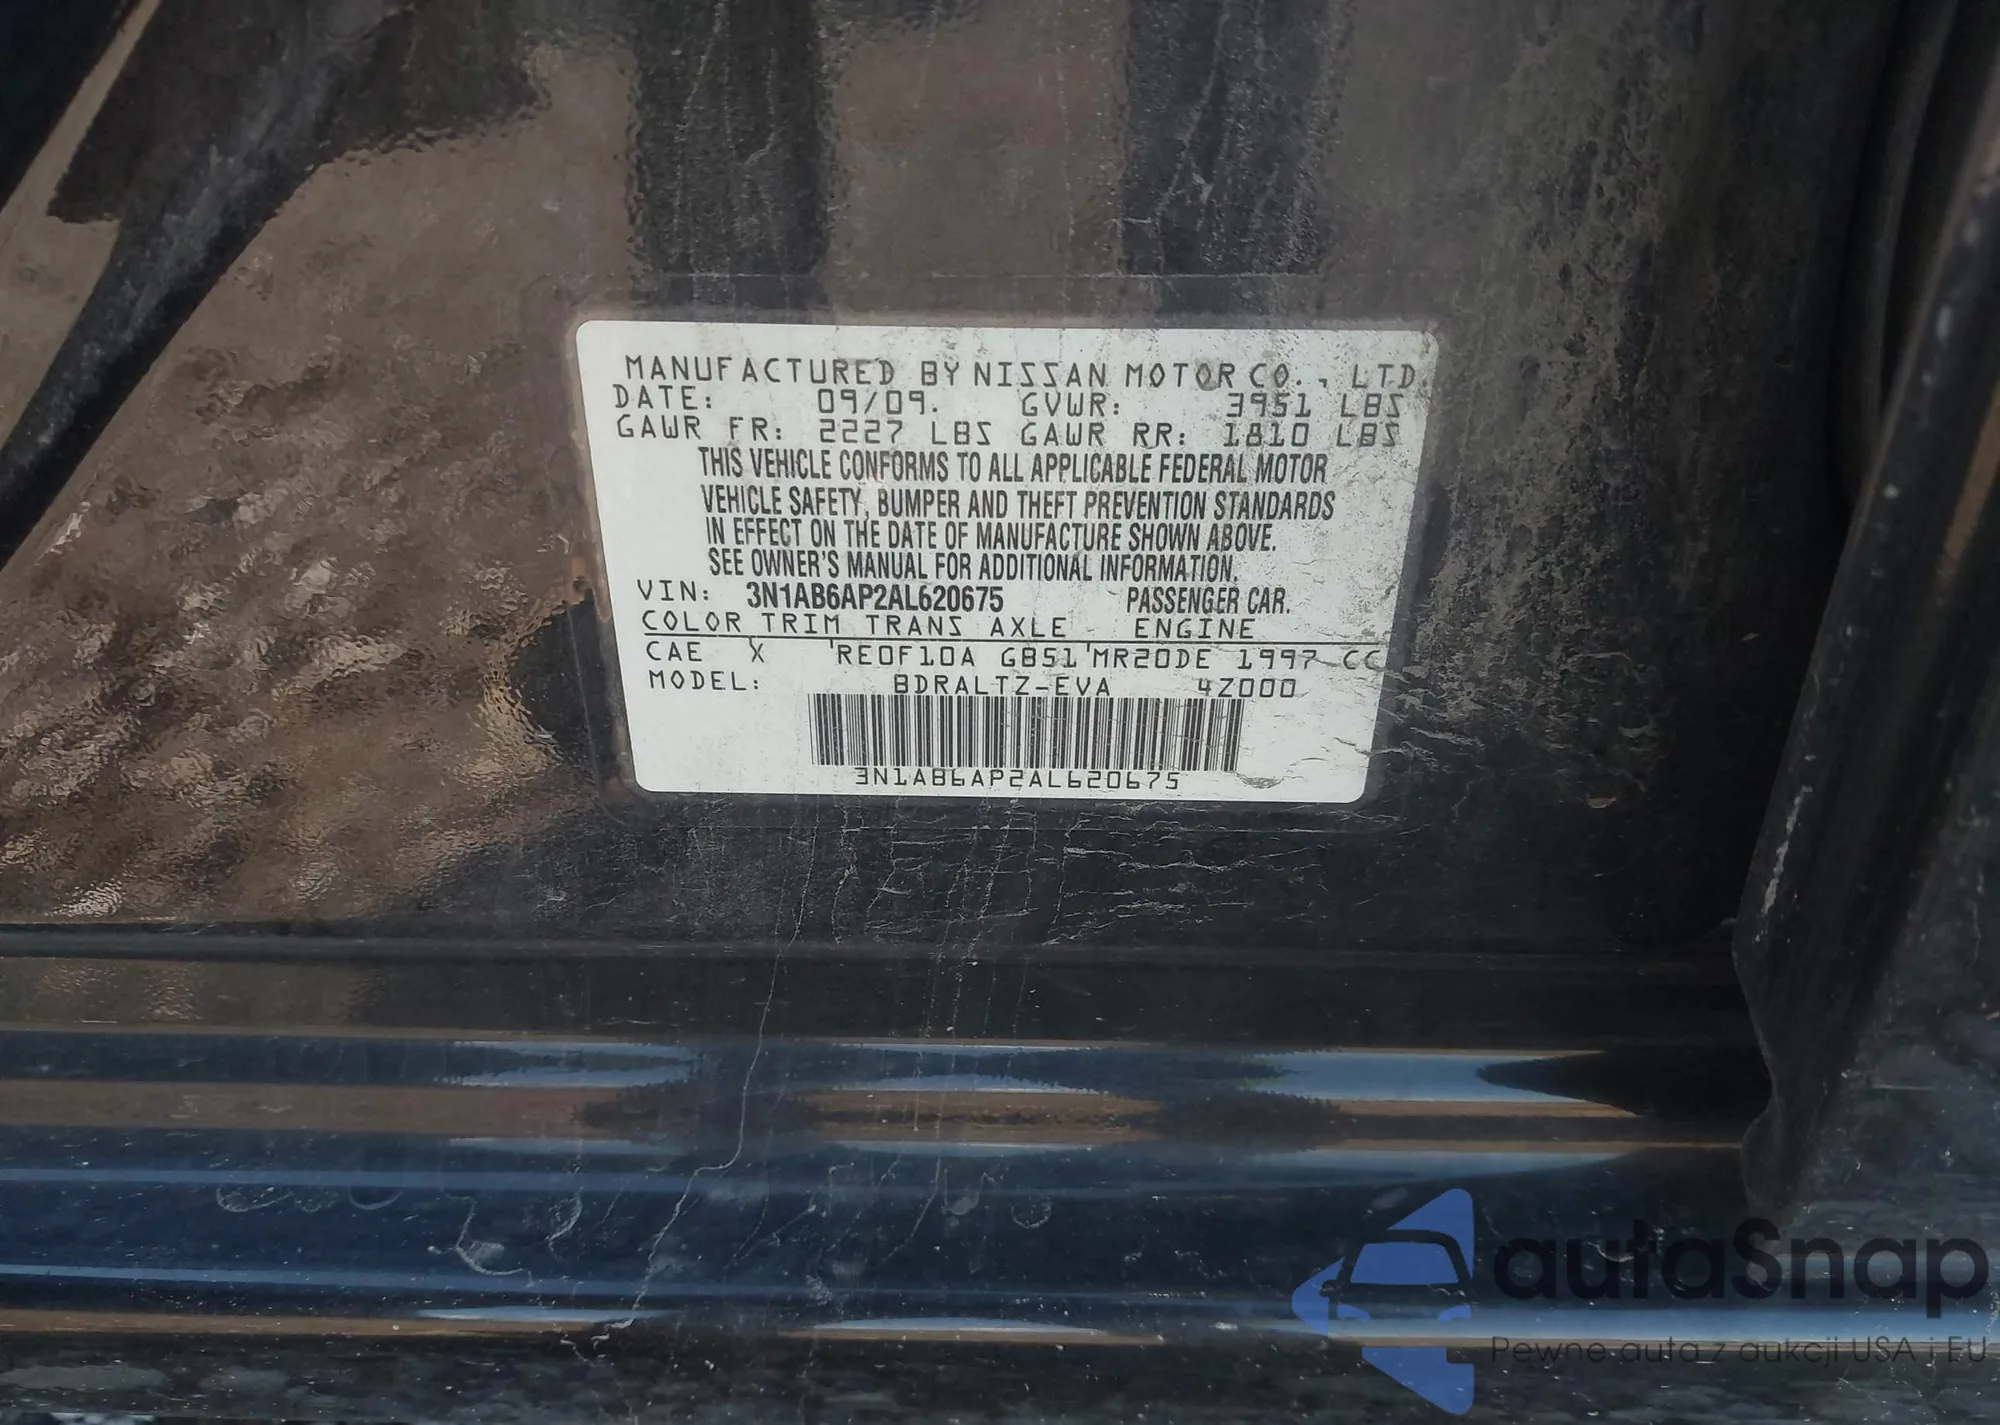 MANUFACTURED BY NISSAN MOTOR CO., LTD.
DATE: 09/09. GVWR: 3951 LBS
GAWR FR: 2227 LBS GAWR RR: 1810 LBS
THIS VEHICLE CONFORMS TO ALL APPLICABLE FEDERAL MOTOR
VEHICLE SAFETY, BUMPER AND THEFT PREVENTION STANDARDS
IN EFFECT ON THE DATE OF MANUFACTURE SHOWN ABOVE.
SEE OWNER'S MANUAL FOR ADDITIONAL INFORMATION.
VIN: 3N1AB6AP2AL620675 PASSENGER CAR.
COLOR TRIM TRANS AXLE ENGINE
CAE X RE0F10A GB51 MR20DE 1997 CC
MODEL: BDRALTZ-EVA 4Z000
3N1AB6AP2AL620675
autaSnap
Pewne auta z aukcji USA i EU